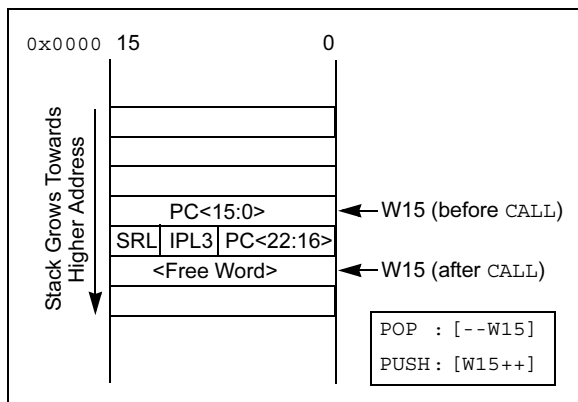 0x0000 15 0
Stack Grows Towards
Higher Address
PC<15:0>
W15 (before CALL)
SRL IPL3 PC<22:16>
<Free Word>
W15 (after CALL)
POP : [--W15]
PUSH: [W15++]